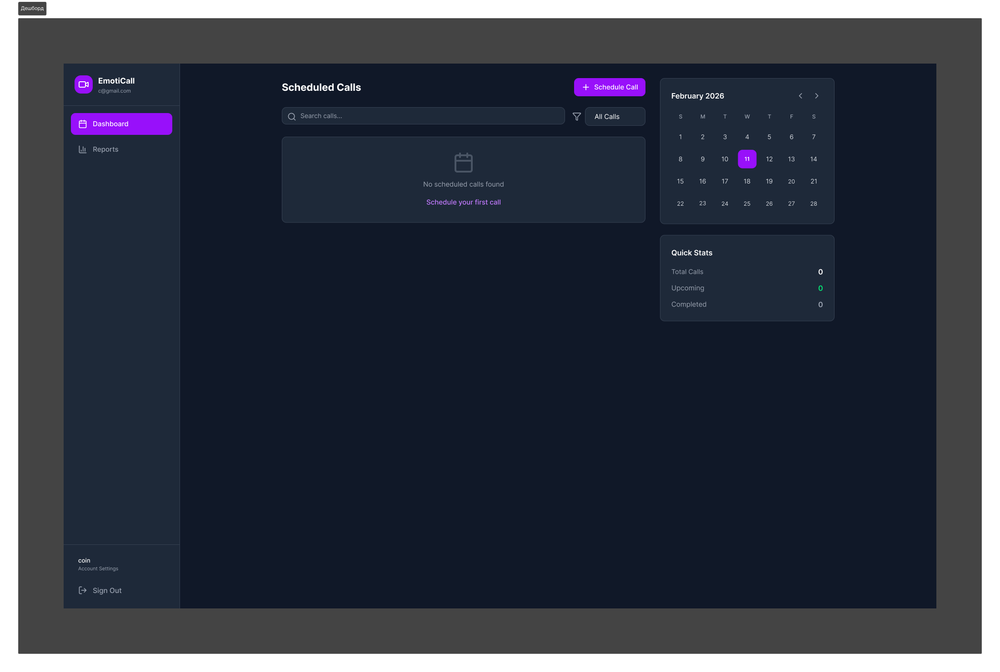 Дешборд
EmotiCall
c@gmail.com
Dashboard
Reports
coin
Account Settings
Sign Out
Scheduled Calls
Schedule Call
Search calls...
All Calls
No scheduled calls found
Schedule your first call
February 2026
S M T W T F S
1 2 3 4 5 6 7
8 9 10 11 12 13 14
15 16 17 18 19 20 21
22 23 24 25 26 27 28
Quick Stats
Total Calls 0
Upcoming 0
Completed 0